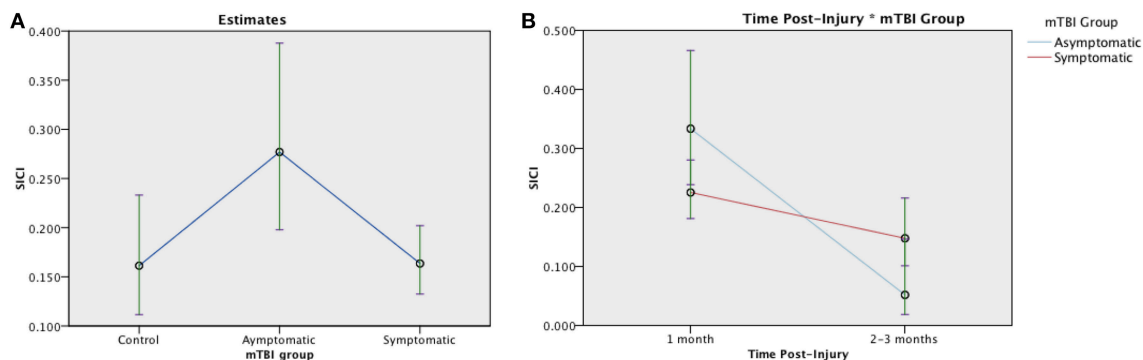 A
Estimates
0.400
0.350
0.300
0.250
0.200
0.150
0.100
SICI
Control
Aymptomatic
Symptomatic
mTBI group
B
Time Post-Injury * mTBI Group
0.500
0.400
0.300
0.200
0.100
0.000
SICI
1 month
2-3 months
Time Post-Injury
mTBI Group
Asymptomatic
Symptomatic